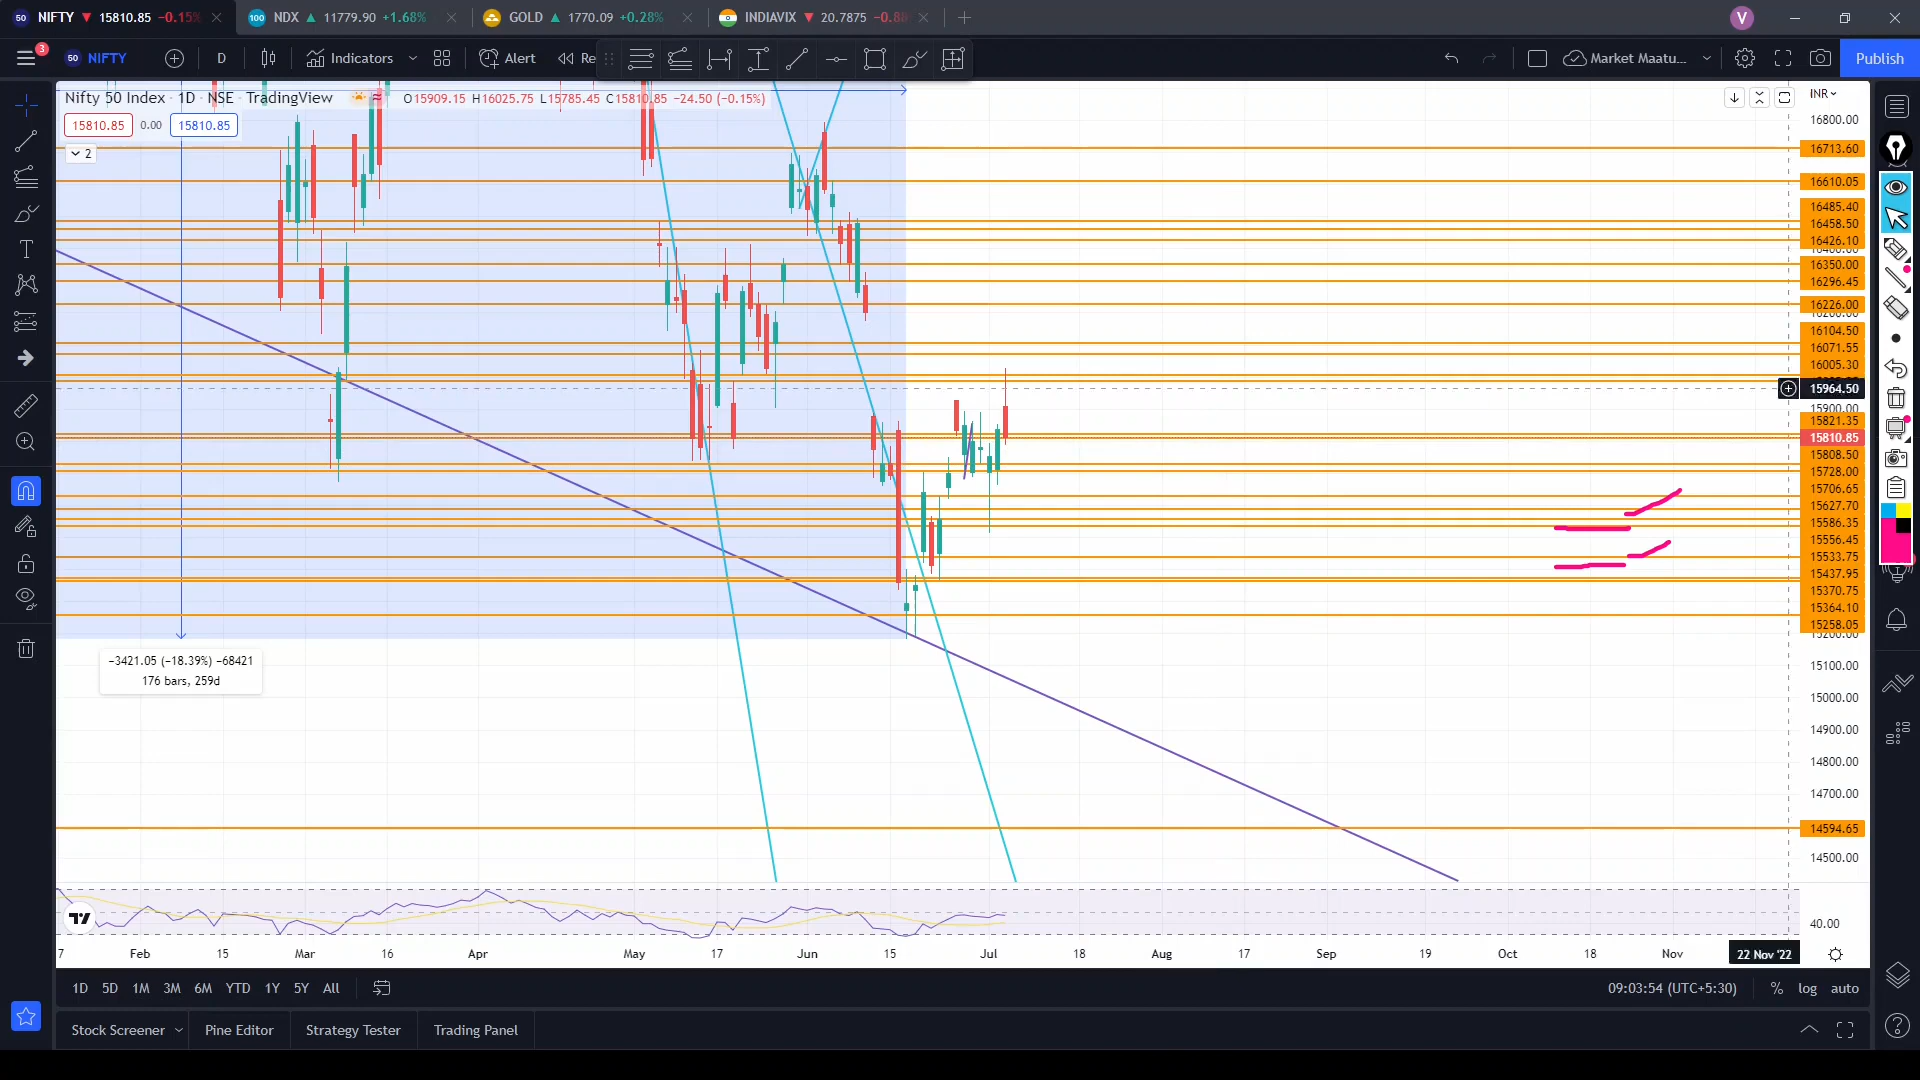 NIFTY 15810.85 −0.15%
NDX 11779.90 +1.68%
GOLD 1770.09 +0.28%
INDIAVIX 20.7875
V
3
50 NIFTY
D
Indicators
Alert
Re
Market Maatu...
Publish
Nifty 50 Index · 1D · NSE · TradingView
O15909.15 H16025.75 L15785.45 C15810.85 −24.50 (−0.15%)
15810.85 0.00 15810.85
2
INR
16800.00
16713.60
16610.05
16485.40
16458.50
16426.10
16350.00
16296.45
16226.00
16104.50
16071.55
16005.30
15964.50
15900.00
15821.35
15810.85
15808.50
15728.00
15706.65
15627.70
15586.35
15556.45
15533.75
15437.95
15370.75
15364.10
15258.05
15200.00
15100.00
15000.00
14900.00
14800.00
14700.00
14594.65
14500.00
40.00
−3421.05 (−18.39%) −68421
176 bars, 259d
7 Feb 15 Mar 16 Apr May 17 Jun 15 Jul 18 Aug 17 Sep 19 Oct 18 Nov 22 Nov '22
1D 5D 1M 3M 6M YTD 1Y 5Y All
09:03:54 (UTC+5:30) % log auto
Stock Screener Pine Editor Strategy Tester Trading Panel